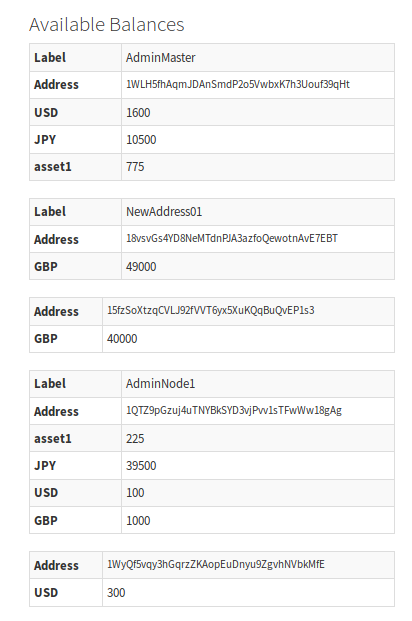 Available Balances
Label AdminMaster
Address 1WLH5fhAqmJDAnSmdP2o5VwbxK7h3Uouf39qHt
USD 1600
JPY 10500
asset1 775
Label NewAddress01
Address 18vsvGs4YD8NeMTdnPJA3azfoQewotnAvE7EBT
GBP 49000
Address 15fzSoXtzqCVLJ92fVVT6yx5XuKQqBuQvEP1s3
GBP 40000
Label AdminNode1
Address 1QTZ9pGzuj4uTNYBkSYD3vjPvv1sTFwWw18gAg
asset1 225
JPY 39500
USD 100
GBP 1000
Address 1WyQf5vqy3hGqrzZKAopEuDnyu9ZgvhNVbkMfE
USD 300